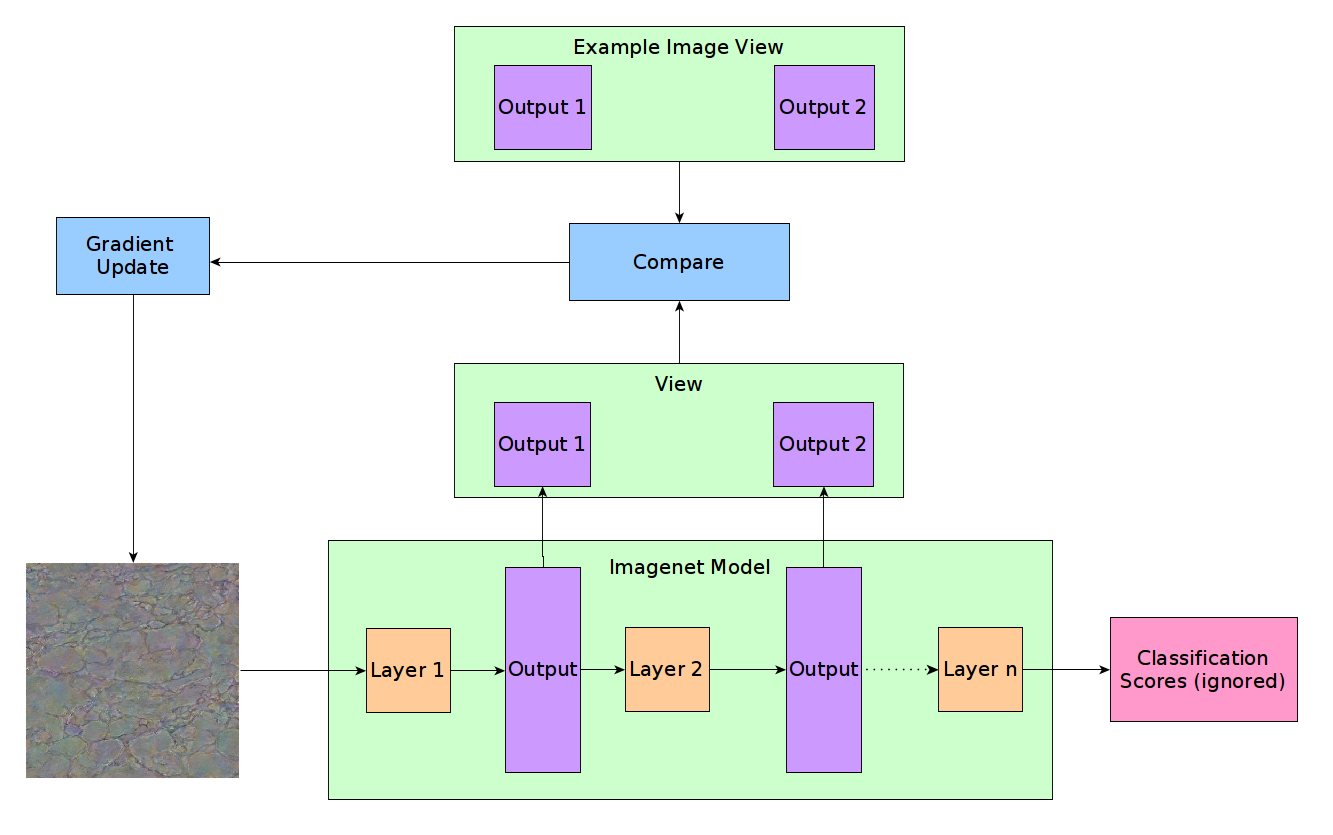 Example Image View
Output 1
Output 2
Gradient
Update
Compare
View
Output 1
Output 2
Imagenet Model
Layer 1
Output
Layer 2
Output
Layer n
Classification
Scores (ignored)